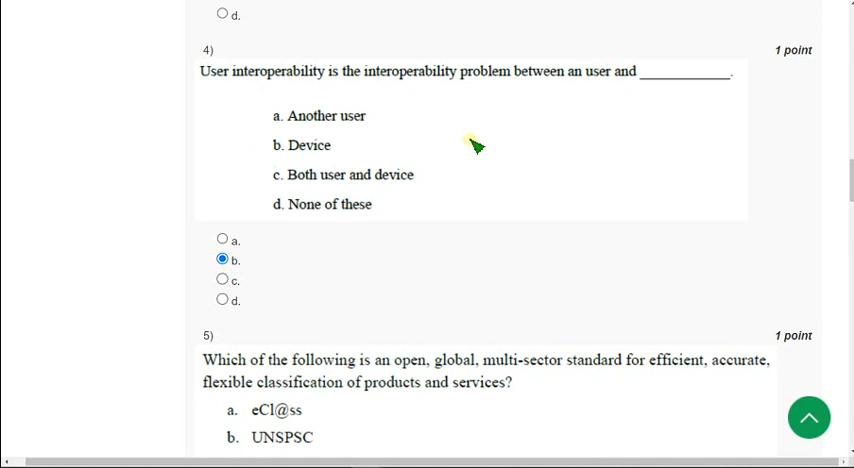 d.
4)
1 point
User interoperability is the interoperability problem between an user and ____________.
a. Another user
b. Device
c. Both user and device
d. None of these
a.
b.
c.
d.
5)
1 point
Which of the following is an open, global, multi-sector standard for efficient, accurate,
flexible classification of products and services?
a. eCl@ss
b. UNSPSC